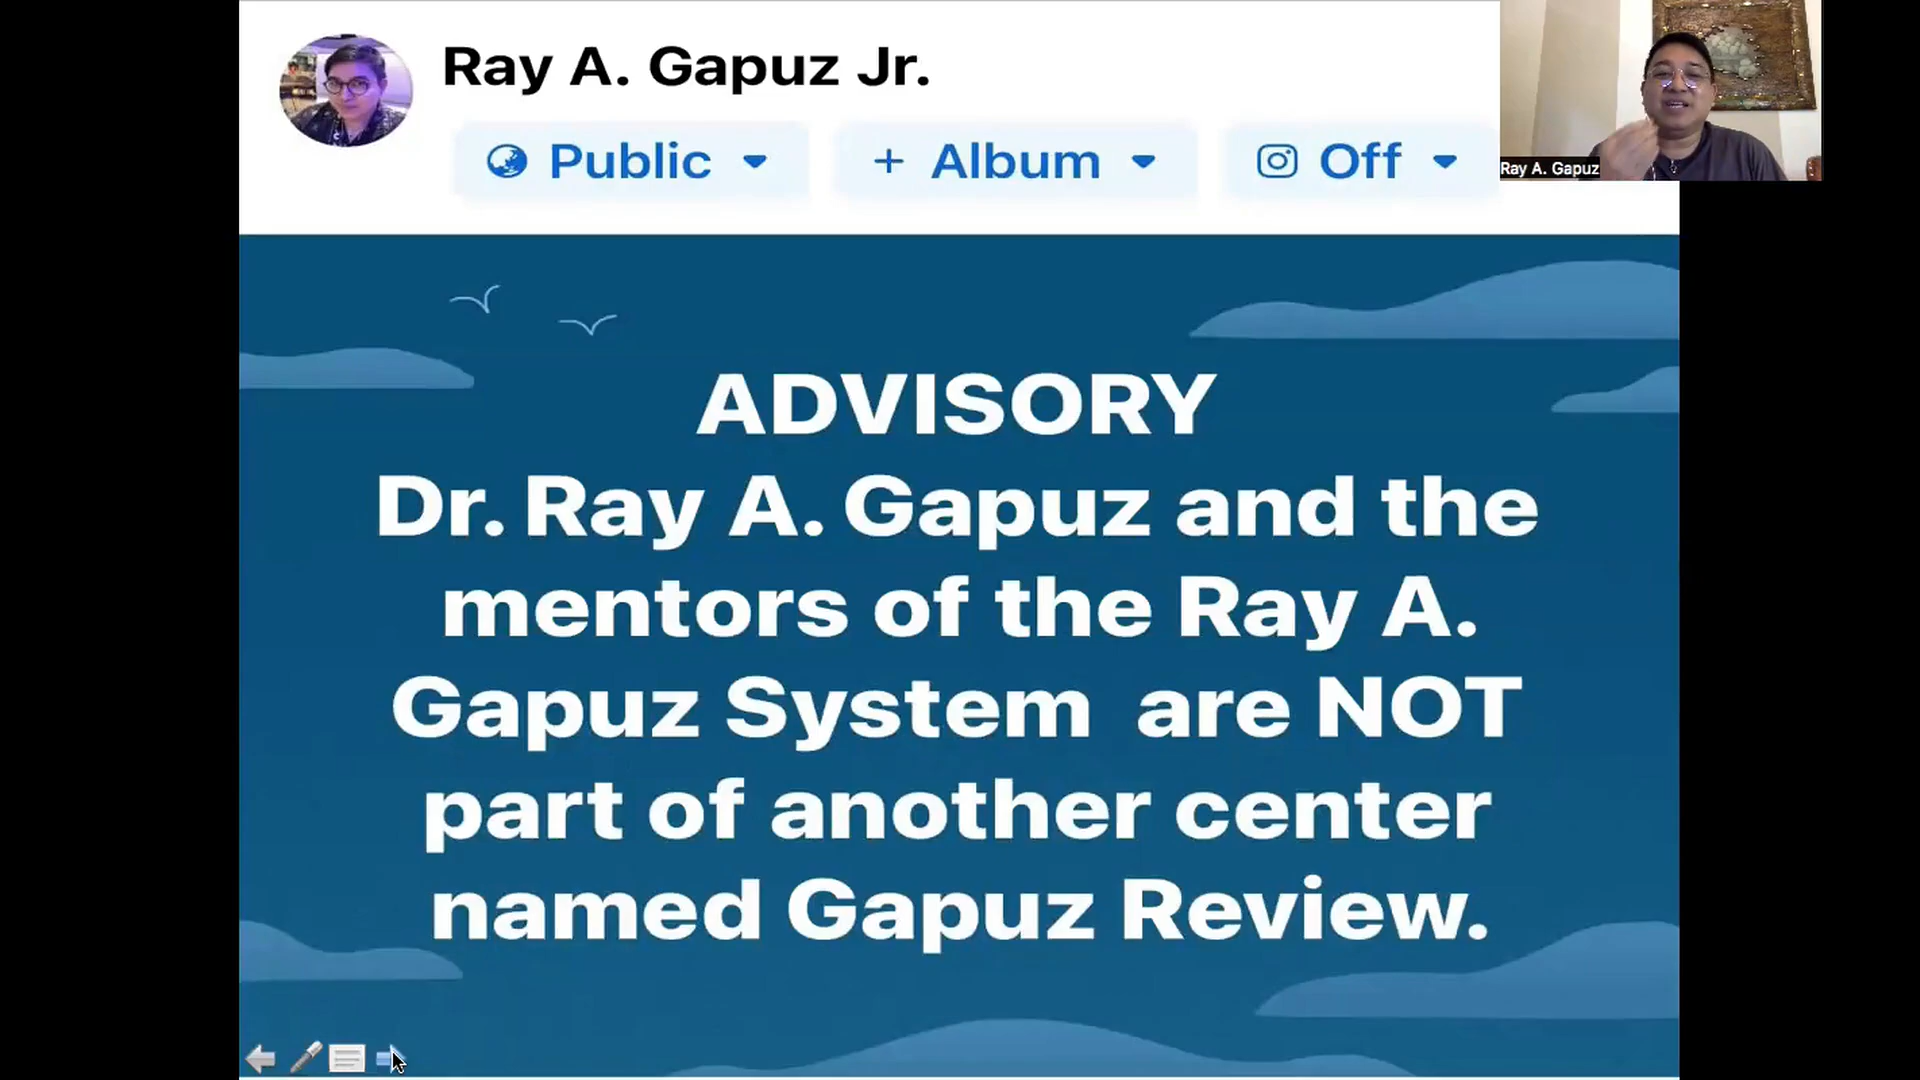 Ray A. Gapuz Jr.
Public
+ Album
Off
Ray A. Gapuz
ADVISORY
Dr. Ray A. Gapuz and the
mentors of the Ray A.
Gapuz System are NOT
part of another center
named Gapuz Review.